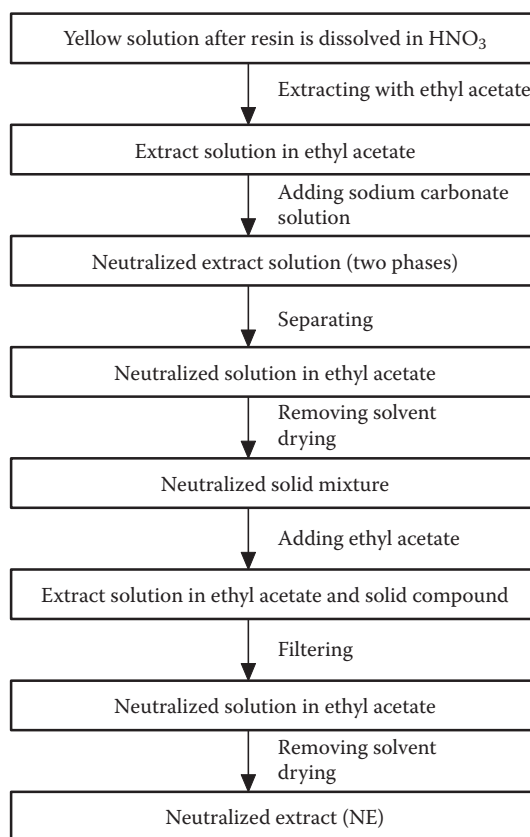 Yellow solution after resin is dissolved in HNO₃
Extracting with ethyl acetate
Extract solution in ethyl acetate
Adding sodium carbonate
solution
Neutralized extract solution (two phases)
Separating
Neutralized solution in ethyl acetate
Removing solvent
drying
Neutralized solid mixture
Adding ethyl acetate
Extract solution in ethyl acetate and solid compound
Filtering
Neutralized solution in ethyl acetate
Removing solvent
drying
Neutralized extract (NE)